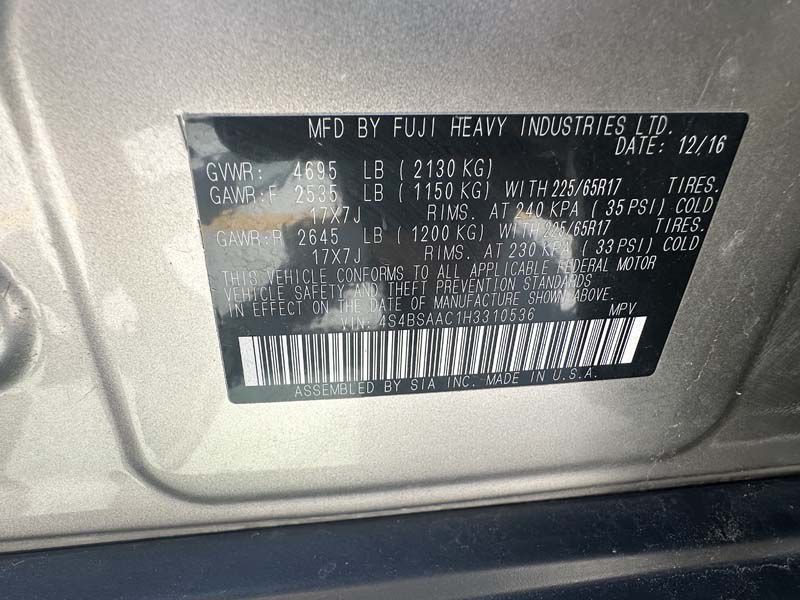 MFD BY FUJI HEAVY INDUSTRIES LTD.
DATE: 12/16
GVWR: 4695 LB ( 2130 KG)
GAWR:F 2535 LB ( 1150 KG) WITH 225/65R17 TIRES.
17X7J RIMS. AT 240 KPA ( 35 PSI) COLD
GAWR:R 2645 LB ( 1200 KG) WITH 225/65R17 TIRES.
17X7J RIMS. AT 230 KPA ( 33 PSI) COLD
THIS VEHICLE CONFORMS TO ALL APPLICABLE FEDERAL MOTOR
VEHICLE SAFETY AND THEFT PREVENTION STANDARDS
IN EFFECT ON THE DATE OF MANUFACTURE SHOWN ABOVE.
VIN: 4S4BSAAC1H3310536 MPV
ASSEMBLED BY SIA INC. MADE IN U.S.A.